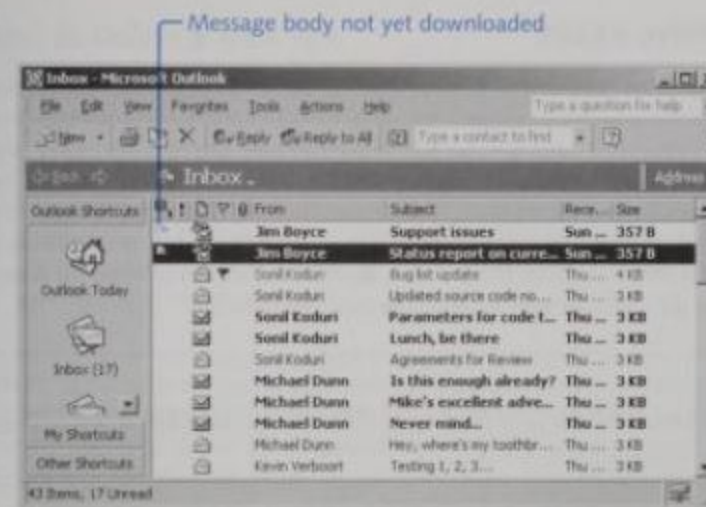 Message body not yet downloaded
Inbox - Microsoft Outlook
File Edit View Favorites Tools Actions Help Type a question for help
New Reply Reply to All Type a contact to find
Back Inbox. Address
Outlook Shortcuts From Subject Rece... Size
Jim Boyce Support issues Sun ... 357 B
Jim Boyce Status report on curre... Sun ... 357 B
Sonil Koduri Bug list update Thu ... 4 KB
Outlook Today
Sonil Koduri Updated source code no... Thu ... 3 KB
Sonil Koduri Parameters for code t... Thu ... 3 KB
Sonil Koduri Lunch, be there Thu ... 3 KB
Inbox (17)
Sonil Koduri Agreements for Review Thu ... 3 KB
Michael Dunn Is this enough already? Thu ... 3 KB
Michael Dunn Mike's excellent adve... Thu ... 3 KB
My Shortcuts
Michael Dunn Never mind... Thu ... 3 KB
Michael Dunn Hey, where's my toothbr... Thu ... 3 KB
Other Shortcuts
Kevin Verboort Testing 1, 2, 3... Thu ... 3 KB
43 Items, 17 Unread